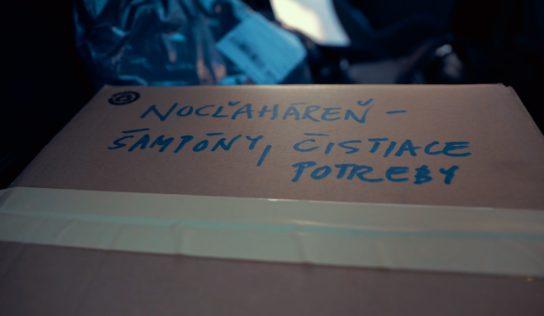 NOCĽAHÁREŇ –
ŠAMPÓNY, ČISTIACE
POTREBY